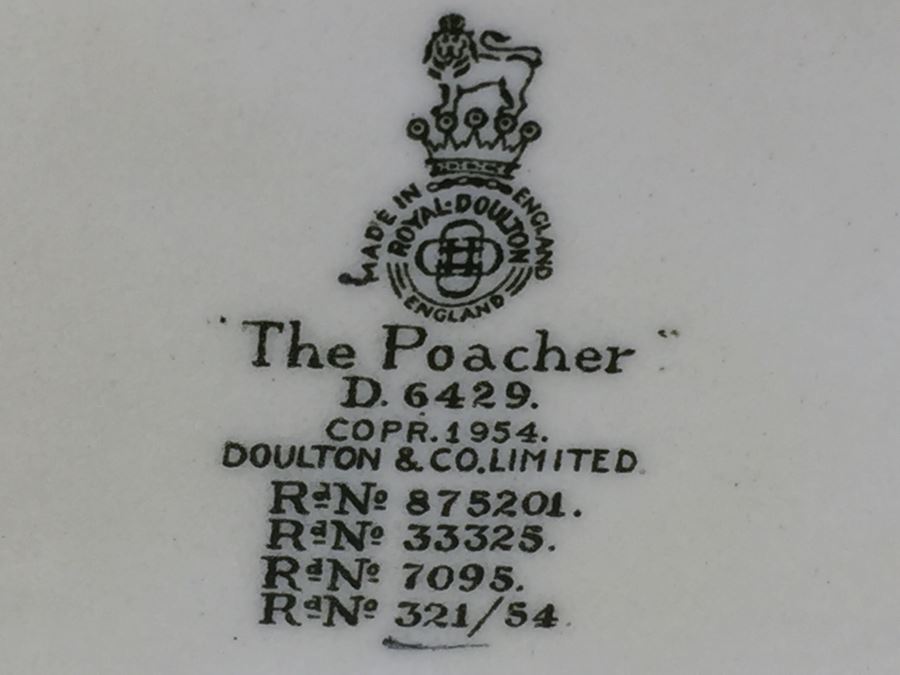 MADE IN ENGLAND
ROYAL·DOULTON
ENGLAND
"The Poacher"
D. 6429.
COPR. 1954.
DOULTON & CO. LIMITED.
Rd No 875201.
Rd No 33325.
Rd No 7095.
Rd No 321/54.